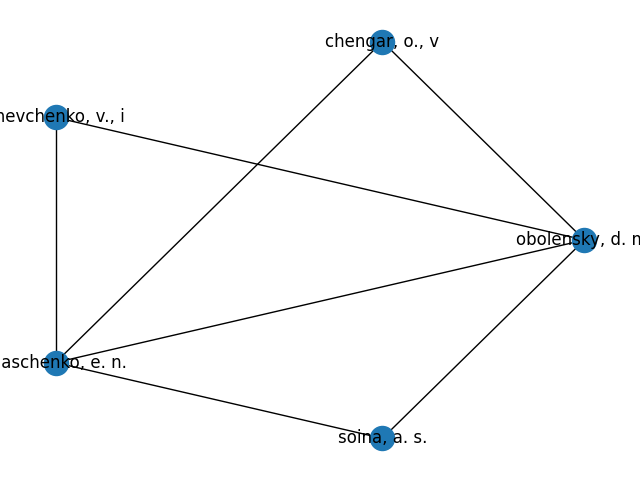 chengar, o., v
hevchenko, v., i
obolensky, d. n
aschenko, e. n.
soina, a. s.